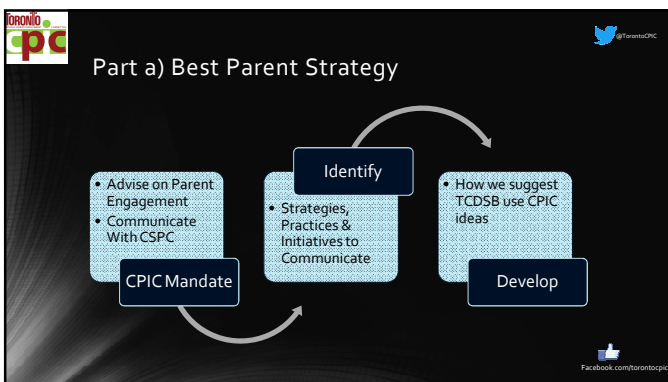 TORONTO
cpic
@TorontoCPIC
Part a) Best Parent Strategy
• Advise on Parent
Engagement
• Communicate
With CSPC
CPIC Mandate
Identify
• Strategies,
Practices &
Initiatives to
Communicate
• How we suggest
TCDSB use CPIC
ideas
Develop
Facebook.com/torontocpic